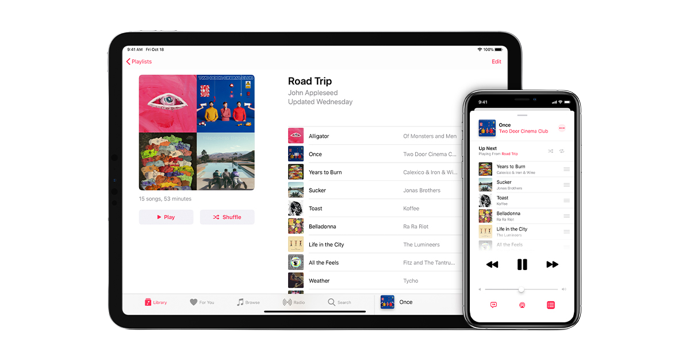 9:41 AM Fri Oct 18
100%
Playlists
Edit
Road Trip
John Appleseed
Updated Wednesday
15 songs, 53 minutes
Play
Shuffle
Alligator
Of Monsters and Men
Once
Two Door Cinema C...
Years to Burn
Calexico & Iron & Wi...
Sucker
Jonas Brothers
Toast
Koffee
Belladonna
Ra Ra Riot
Life in the City
The Lumineers
All the Feels
Fitz and The Tantru...
Weather
Tycho
Library
For You
Browse
Radio
Search
Once
9:41
Once
Two Door Cinema Club
Up Next
Playing From Road Trip
Years to Burn
Calexico & Iron & Wine
Sucker
Jonas Brothers
Toast
Koffee
Belladonna
Ra Ra Riot
Life in the City
The Lumineers
All the Feels